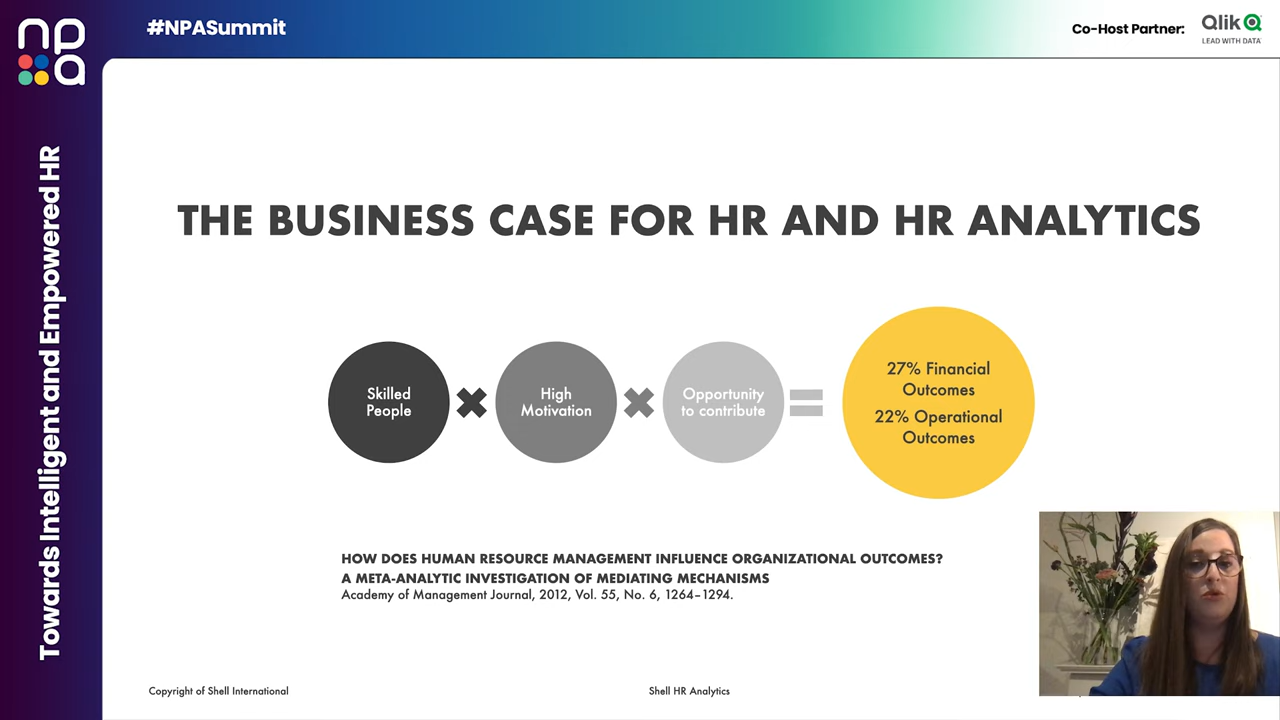 npa
#NPASummit
Co-Host Partner:
Qlik
LEAD WITH DATA
Towards Intelligent and Empowered HR
THE BUSINESS CASE FOR HR AND HR ANALYTICS
Skilled
People
High
Motivation
Opportunity
to contribute
27% Financial
Outcomes
22% Operational
Outcomes
HOW DOES HUMAN RESOURCE MANAGEMENT INFLUENCE ORGANIZATIONAL OUTCOMES?
A META-ANALYTIC INVESTIGATION OF MEDIATING MECHANISMS
Academy of Management Journal, 2012, Vol. 55, No. 6, 1264–1294.
Copyright of Shell International
Shell HR Analytics